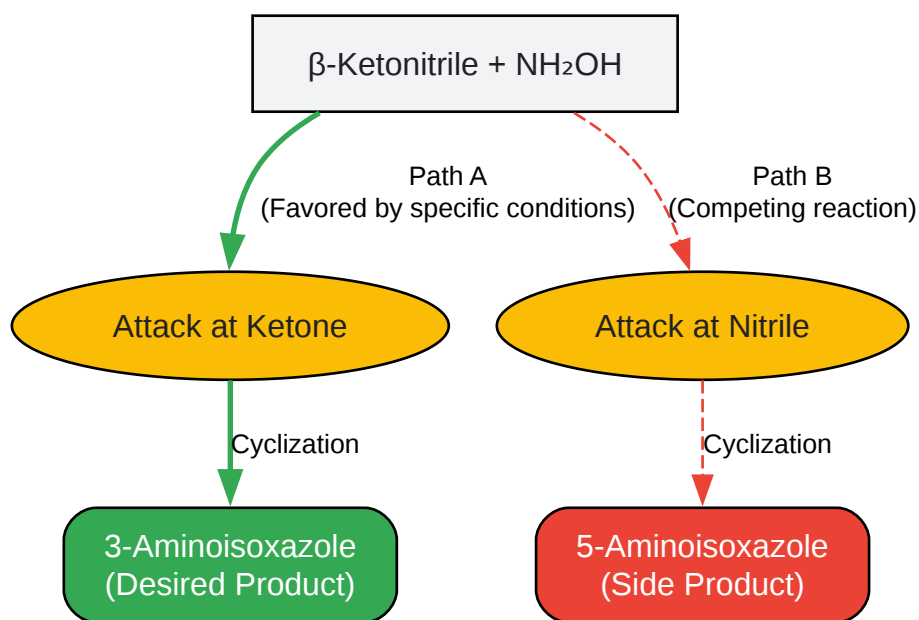 β-Ketonitrile + NH₂OH
Path A
(Favored by specific conditions)
Path B
(Competing reaction)
Attack at Ketone
Attack at Nitrile
Cyclization
Cyclization
3-Aminoisoxazole
(Desired Product)
5-Aminoisoxazole
(Side Product)